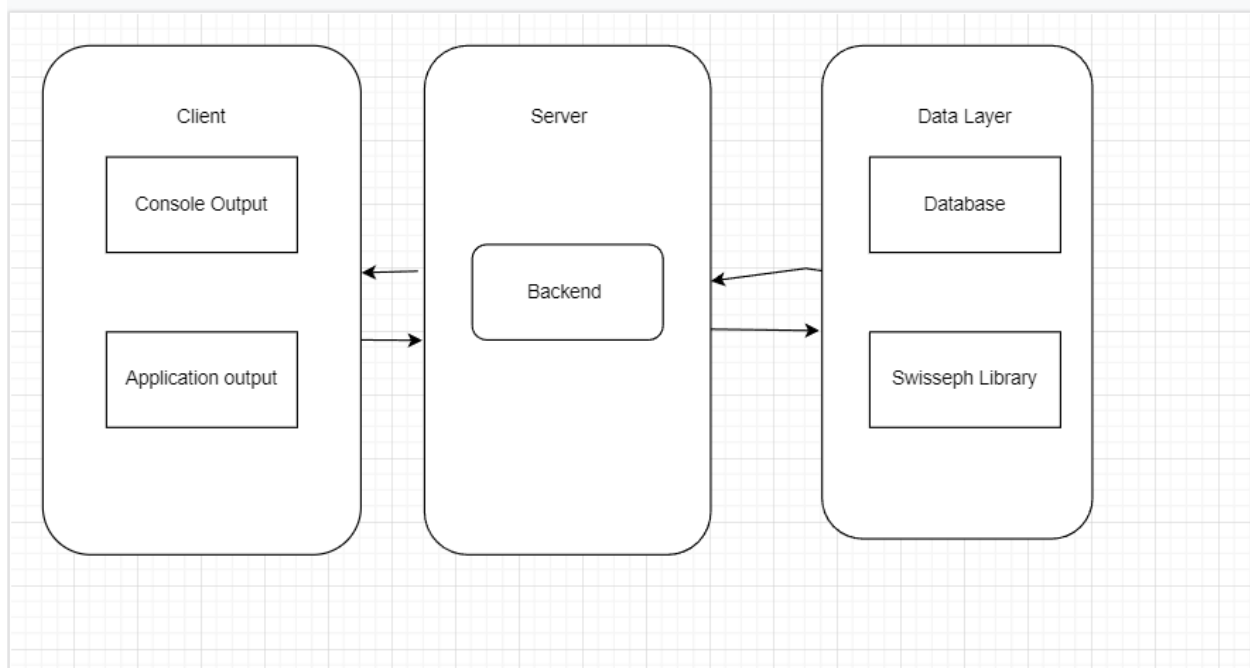 Client
Console Output
Application output
Server
Backend
Data Layer
Database
Swisseph Library